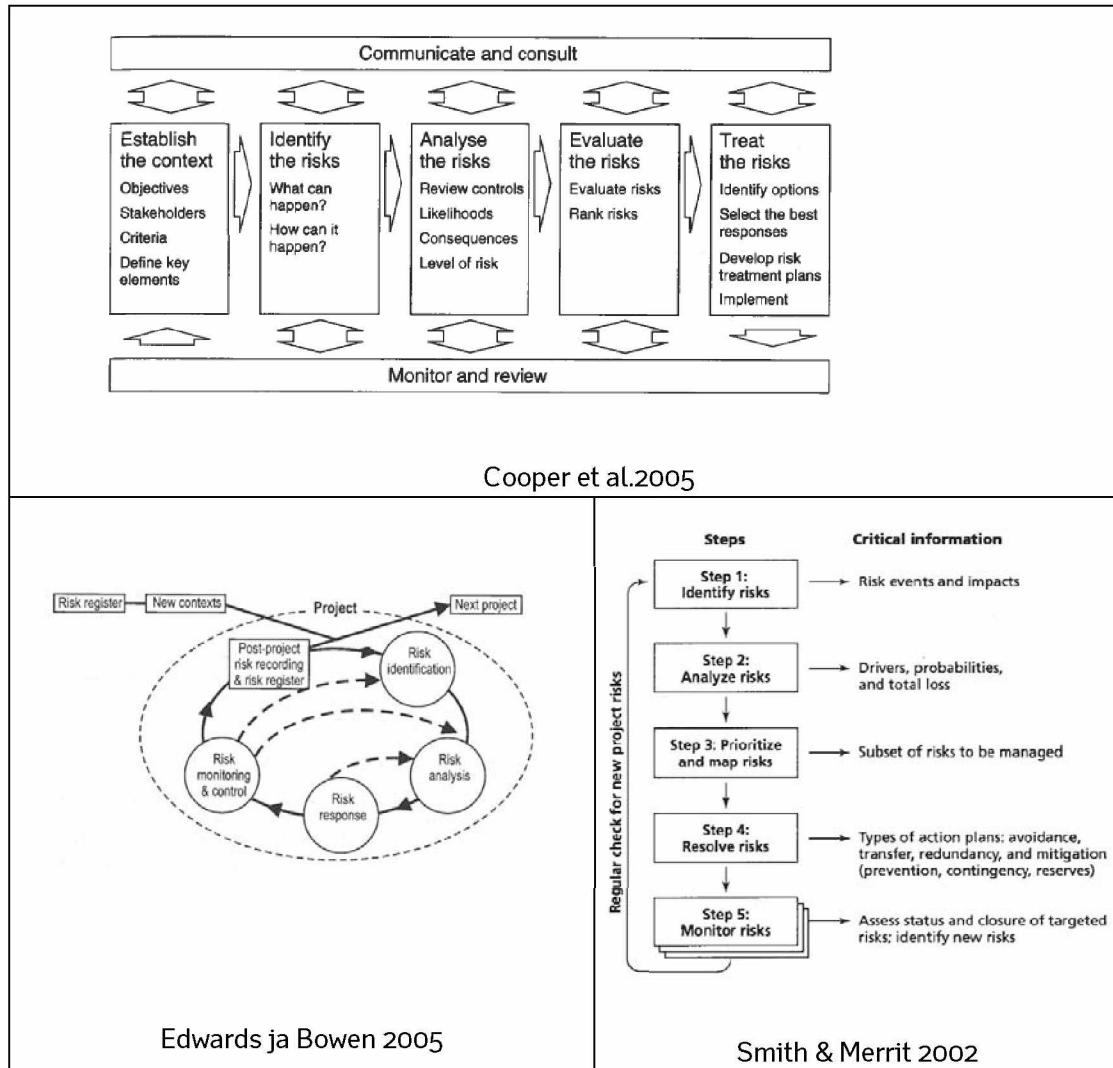 Communicate and consult
Establish
the context
Objectives
Stakeholders
Criteria
Define key
elements
Identify
the risks
What can
happen?
How can it
happen?
Analyse
the risks
Review controls
Likelihoods
Consequences
Level of risk
Evaluate
the risks
Evaluate risks
Rank risks
Treat
the risks
Identify options
Select the best
responses
Develop risk
treatment plans
Implement
Monitor and review
Cooper et al.2005
Risk register
New contexts
Project
Next project
Post-project
risk recording
& risk register
Risk
identification
Risk
monitoring
& control
Risk
response
Risk
analysis
Edwards ja Bowen 2005
Steps
Critical information
Step 1:
Identify risks
Risk events and impacts
Step 2:
Analyze risks
Drivers, probabilities,
and total loss
Step 3: Prioritize
and map risks
Subset of risks to be managed
Step 4:
Resolve risks
Types of action plans: avoidance,
transfer, redundancy, and mitigation
(prevention, contingency, reserves)
Step 5:
Monitor risks
Assess status and closure of targeted
risks; identify new risks
Regular check for new project risks
Smith & Merrit 2002